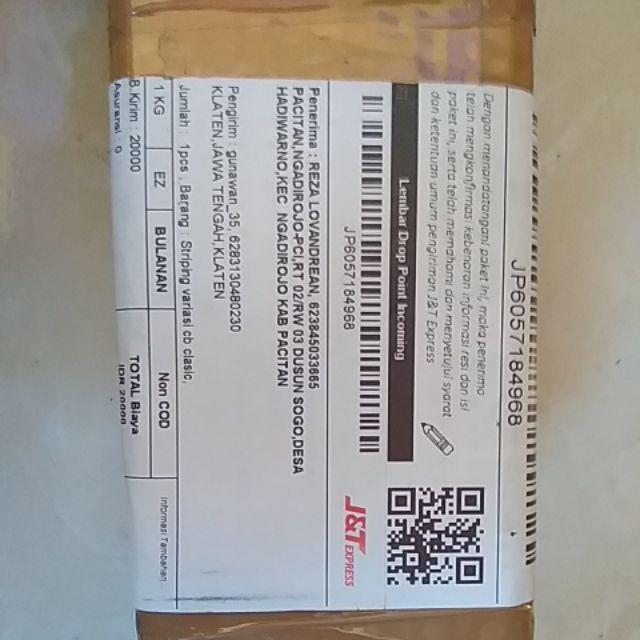 JP6057184968
Dengan menandatangani paket ini, maka penerima
telah mengkonfirmasi kebenaran informasi resi dan isi
paket ini, serta telah memahami dan menyetujui syarat
dan ketentuan umum pengiriman J&T Express
Lembar Drop Point Incoming
JP6057184968
J&T EXPRESS
Penerima : REZA LOVANDREAN, 623845033665
PACITAN,NGADIROJO-PCI,RT 02/RW 03 DUSUN SOGO,DESA
HADIWARNO,KEC NGADIROJO KAB PACITAN
Pengirim : gunawan_35, 6283130480230
KLATEN,JAWA TENGAH,KLATEN
Jumlah : 1pcs , Barang : Striping variasi cb clasic,
1 KG EZ BULANAN Non COD Informasi Tambahan
B.Kirim : 20000 TOTAL Biaya
Asuransi : 0 IDR 20000